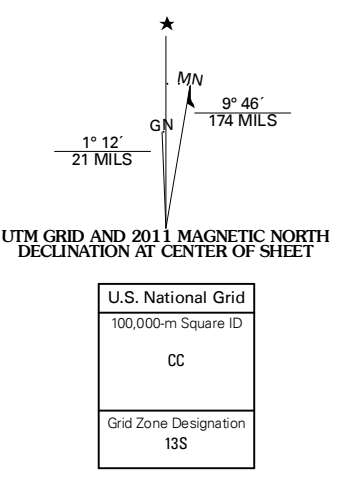 MN
9° 46´
174 MILS
GN
1° 12´
21 MILS
UTM GRID AND 2011 MAGNETIC NORTH
DECLINATION AT CENTER OF SHEET
U.S. National Grid
100,000-m Square ID
CC
Grid Zone Designation
13S